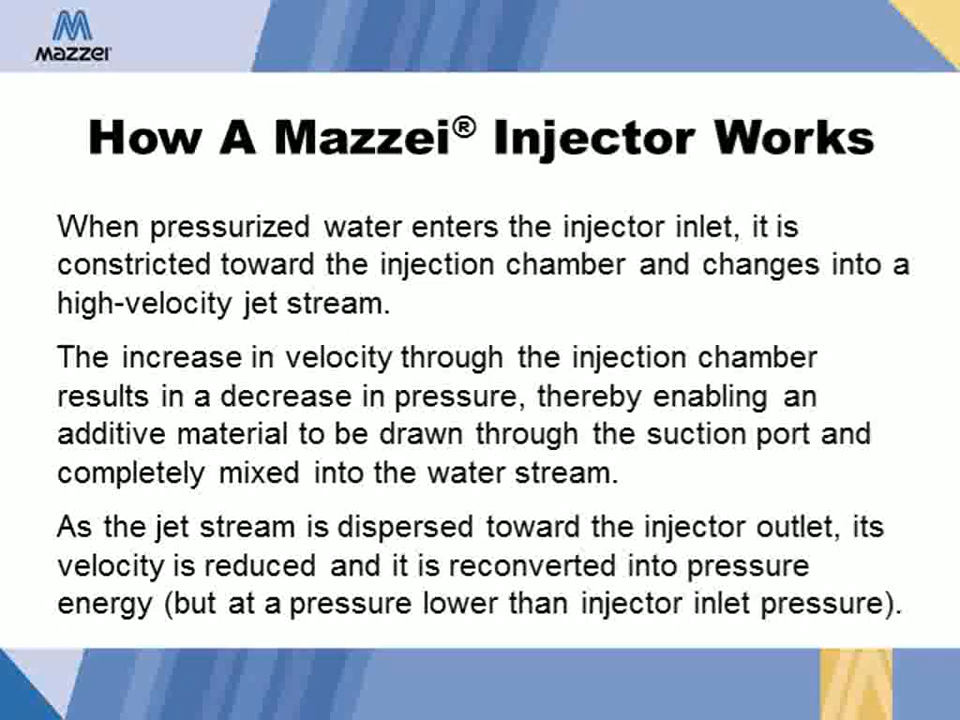 mazzei
How A Mazzei® Injector Works
When pressurized water enters the injector inlet, it is
constricted toward the injection chamber and changes into a
high-velocity jet stream.
The increase in velocity through the injection chamber
results in a decrease in pressure, thereby enabling an
additive material to be drawn through the suction port and
completely mixed into the water stream.
As the jet stream is dispersed toward the injector outlet, its
velocity is reduced and it is reconverted into pressure
energy (but at a pressure lower than injector inlet pressure).